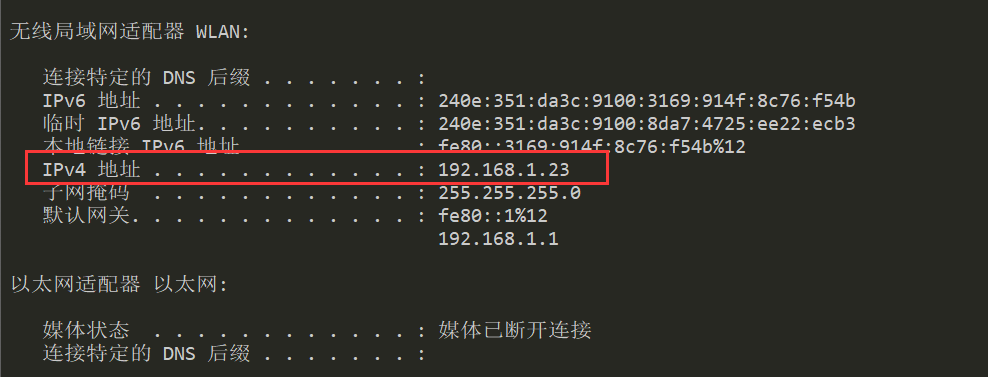 无线局域网适配器 WLAN:
连接特定的 DNS 后缀 . . . . . . . :
IPv6 地址 . . . . . . . . . . . . : 240e:351:da3c:9100:3169:914f:8c76:f54b
临时 IPv6 地址. . . . . . . . . . : 240e:351:da3c:9100:8da7:4725:ee22:ecb3
本地链接 IPv6 地址 . . . . . . . . : fe80::3169:914f:8c76:f54b%12
IPv4 地址 . . . . . . . . . . . . : 192.168.1.23
子网掩码 . . . . . . . . . . . . : 255.255.255.0
默认网关. . . . . . . . . . . . . : fe80::1%12
192.168.1.1
以太网适配器 以太网:
媒体状态 . . . . . . . . . . . . : 媒体已断开连接
连接特定的 DNS 后缀 . . . . . . . :